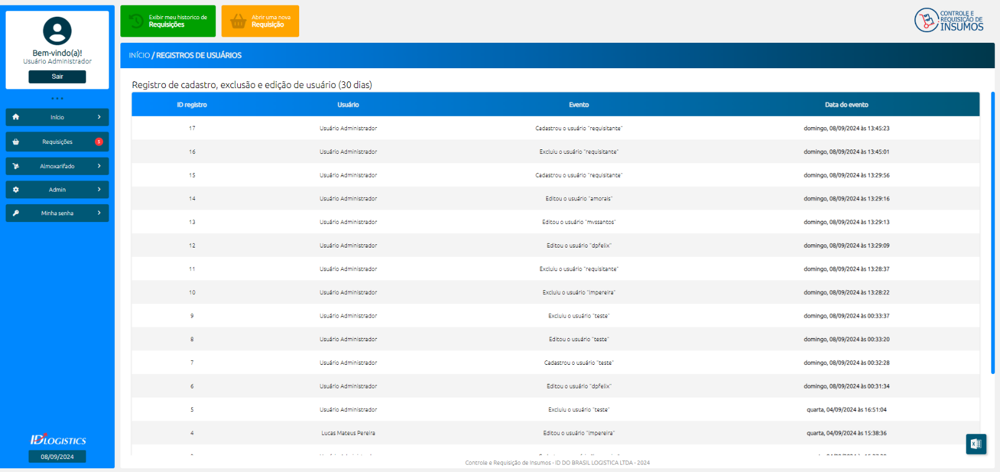 Bem-vindo(a)!
Usuário Administrador
Sair
Início
Requisições 5
Almoxarifado
Admin
Minha senha
IDLOGISTICS
08/09/2024
Exibir meu historico de
Requisições
Abrir uma nova
Requisição
CONTROLE E
REQUISIÇÃO DE
INSUMOS
INÍCIO / REGISTROS DE USUÁRIOS
Registro de cadastro, exclusão e edição de usuário (30 dias)
ID registro Usuário Evento Data do evento
17 Usuário Administrador Cadastrou o usuário "requisitante" domingo, 08/09/2024 às 13:45:23
16 Usuário Administrador Excluiu o usuário "requisitante" domingo, 08/09/2024 às 13:45:01
15 Usuário Administrador Cadastrou o usuário "requisitante" domingo, 08/09/2024 às 13:29:56
14 Usuário Administrador Editou o usuário "amorais" domingo, 08/09/2024 às 13:29:16
13 Usuário Administrador Editou o usuário "mvssantos" domingo, 08/09/2024 às 13:29:13
12 Usuário Administrador Editou o usuário "dpfelix" domingo, 08/09/2024 às 13:29:09
11 Usuário Administrador Excluiu o usuário "requisitante" domingo, 08/09/2024 às 13:28:37
10 Usuário Administrador Excluiu o usuário "lmpereira" domingo, 08/09/2024 às 13:28:22
9 Usuário Administrador Excluiu o usuário "teste" domingo, 08/09/2024 às 00:33:37
8 Usuário Administrador Editou o usuário "teste" domingo, 08/09/2024 às 00:33:20
7 Usuário Administrador Cadastrou o usuário "teste" domingo, 08/09/2024 às 00:32:28
6 Usuário Administrador Editou o usuário "dpfelix" domingo, 08/09/2024 às 00:31:34
5 Usuário Administrador Excluiu o usuário "teste" quarta, 04/09/2024 às 16:51:04
4 Lucas Mateus Pereira Editou o usuário "lmpereira" quarta, 04/09/2024 às 15:38:36
Controle e Requisição de Insumos - ID DO BRASIL LOGISTICA LTDA - 2024